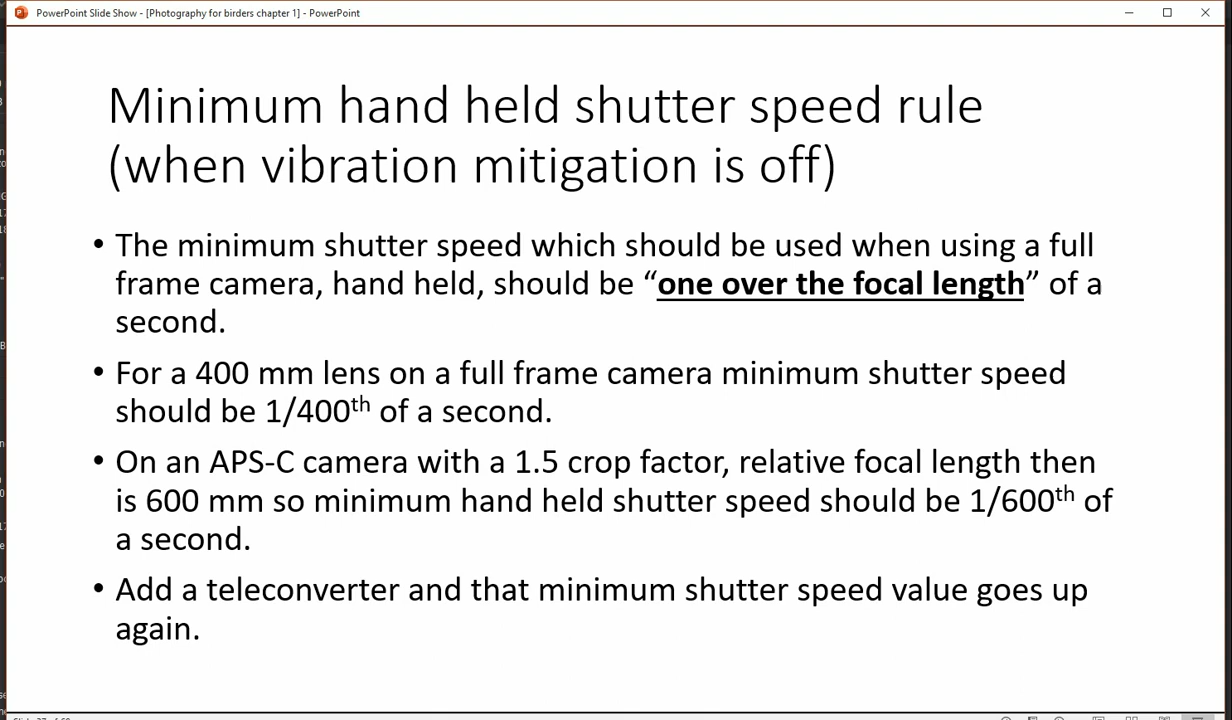 PowerPoint Slide Show - [Photography for birders chapter 1] - PowerPoint
Minimum hand held shutter speed rule
(when vibration mitigation is off)
• The minimum shutter speed which should be used when using a full
frame camera, hand held, should be “one over the focal length” of a
second.
• For a 400 mm lens on a full frame camera minimum shutter speed
should be 1/400th of a second.
• On an APS-C camera with a 1.5 crop factor, relative focal length then
is 600 mm so minimum hand held shutter speed should be 1/600th of
a second.
• Add a teleconverter and that minimum shutter speed value goes up
again.